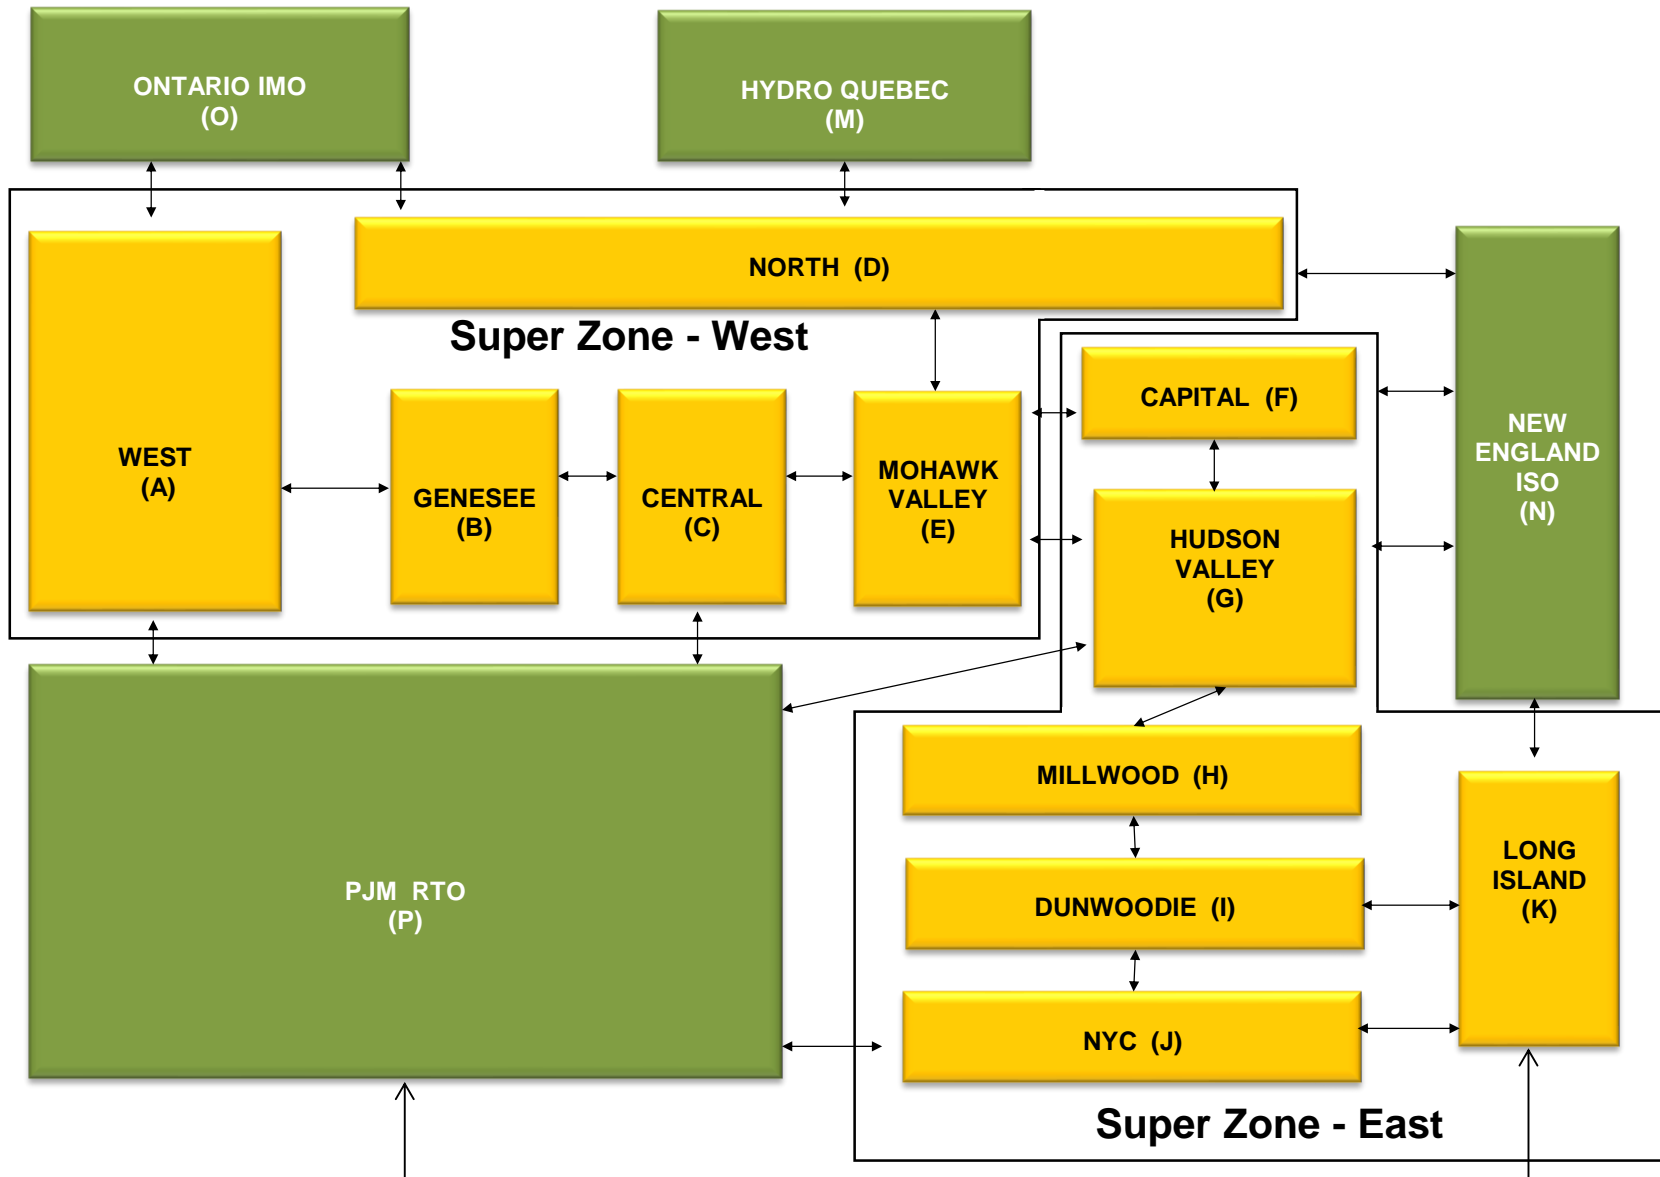 ONTARIO IMO
(O)
HYDRO QUEBEC
(M)
NORTH (D)
Super Zone - West
WEST
(A)
GENESEE
(B)
CENTRAL
(C)
MOHAWK
VALLEY
(E)
CAPITAL (F)
HUDSON
VALLEY
(G)
NEW
ENGLAND
ISO
(N)
PJM RTO
(P)
MILLWOOD (H)
DUNWOODIE (I)
NYC (J)
LONG
ISLAND
(K)
Super Zone - East